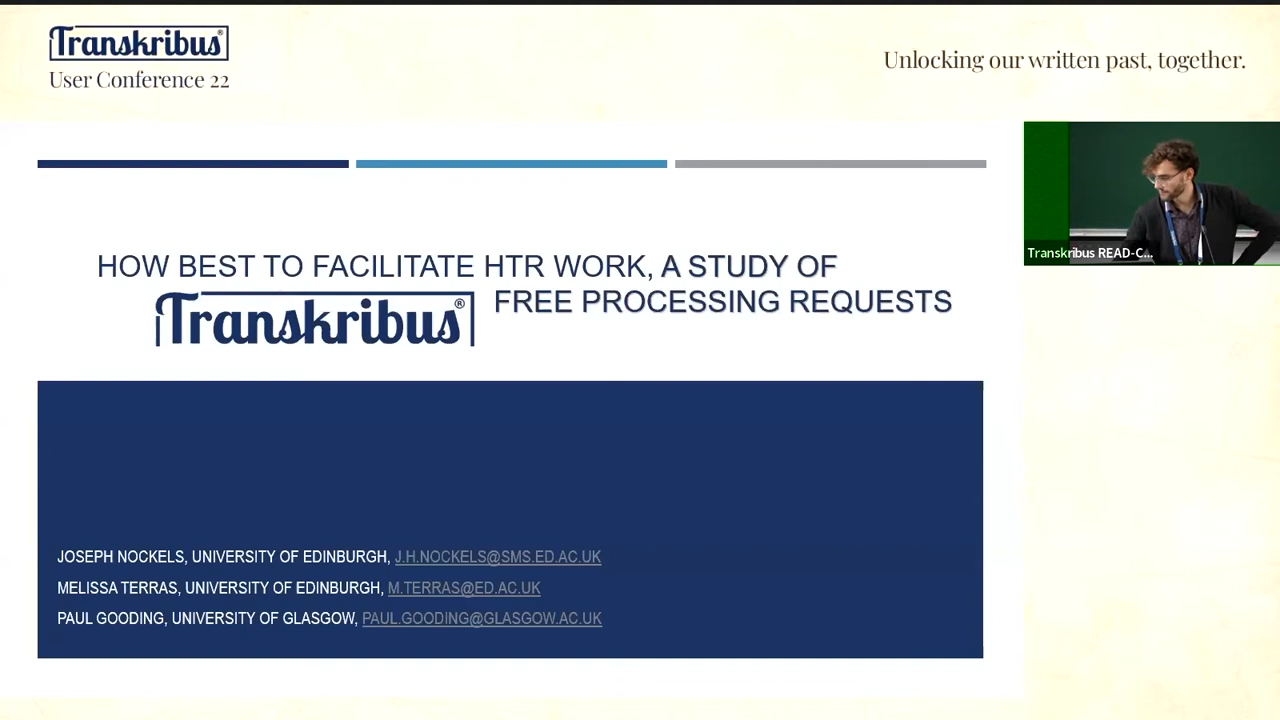 Transkribus®
User Conference 22
Unlocking our written past, together.
HOW BEST TO FACILITATE HTR WORK, A STUDY OF
Transkribus® FREE PROCESSING REQUESTS
Transkribus READ-C...
JOSEPH NOCKELS, UNIVERSITY OF EDINBURGH, J.H.NOCKELS@SMS.ED.AC.UK
MELISSA TERRAS, UNIVERSITY OF EDINBURGH, M.TERRAS@ED.AC.UK
PAUL GOODING, UNIVERSITY OF GLASGOW, PAUL.GOODING@GLASGOW.AC.UK